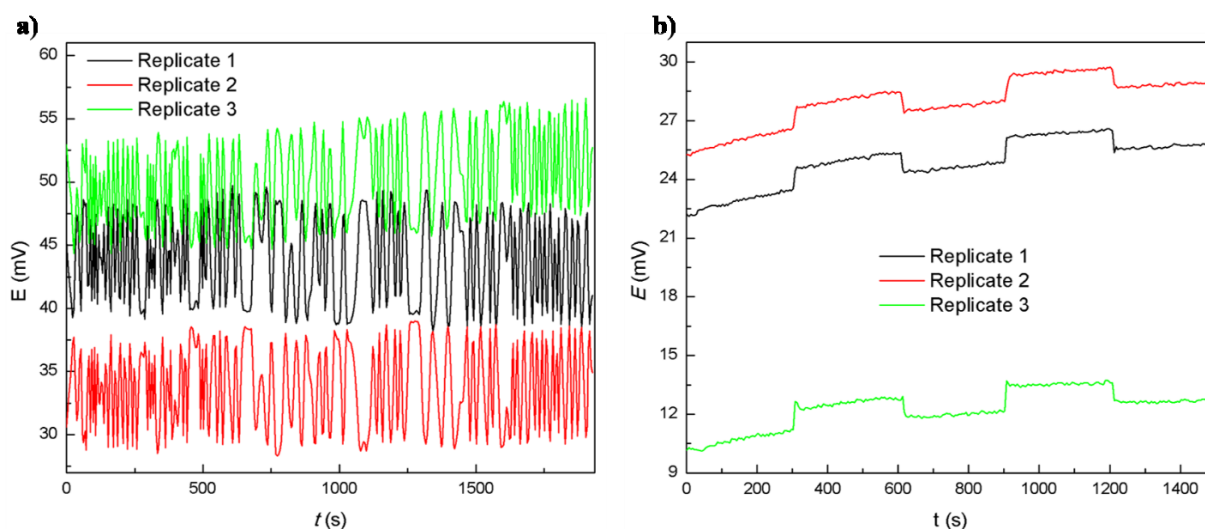 a)
Replicate 1
Replicate 2
Replicate 3
E (mV)
60
55
50
45
40
35
30
0 500 1000 1500
t (s)
b)
E (mV)
30
27
24
21
18
15
12
9
Replicate 1
Replicate 2
Replicate 3
0 200 400 600 800 1000 1200 1400
t (s)